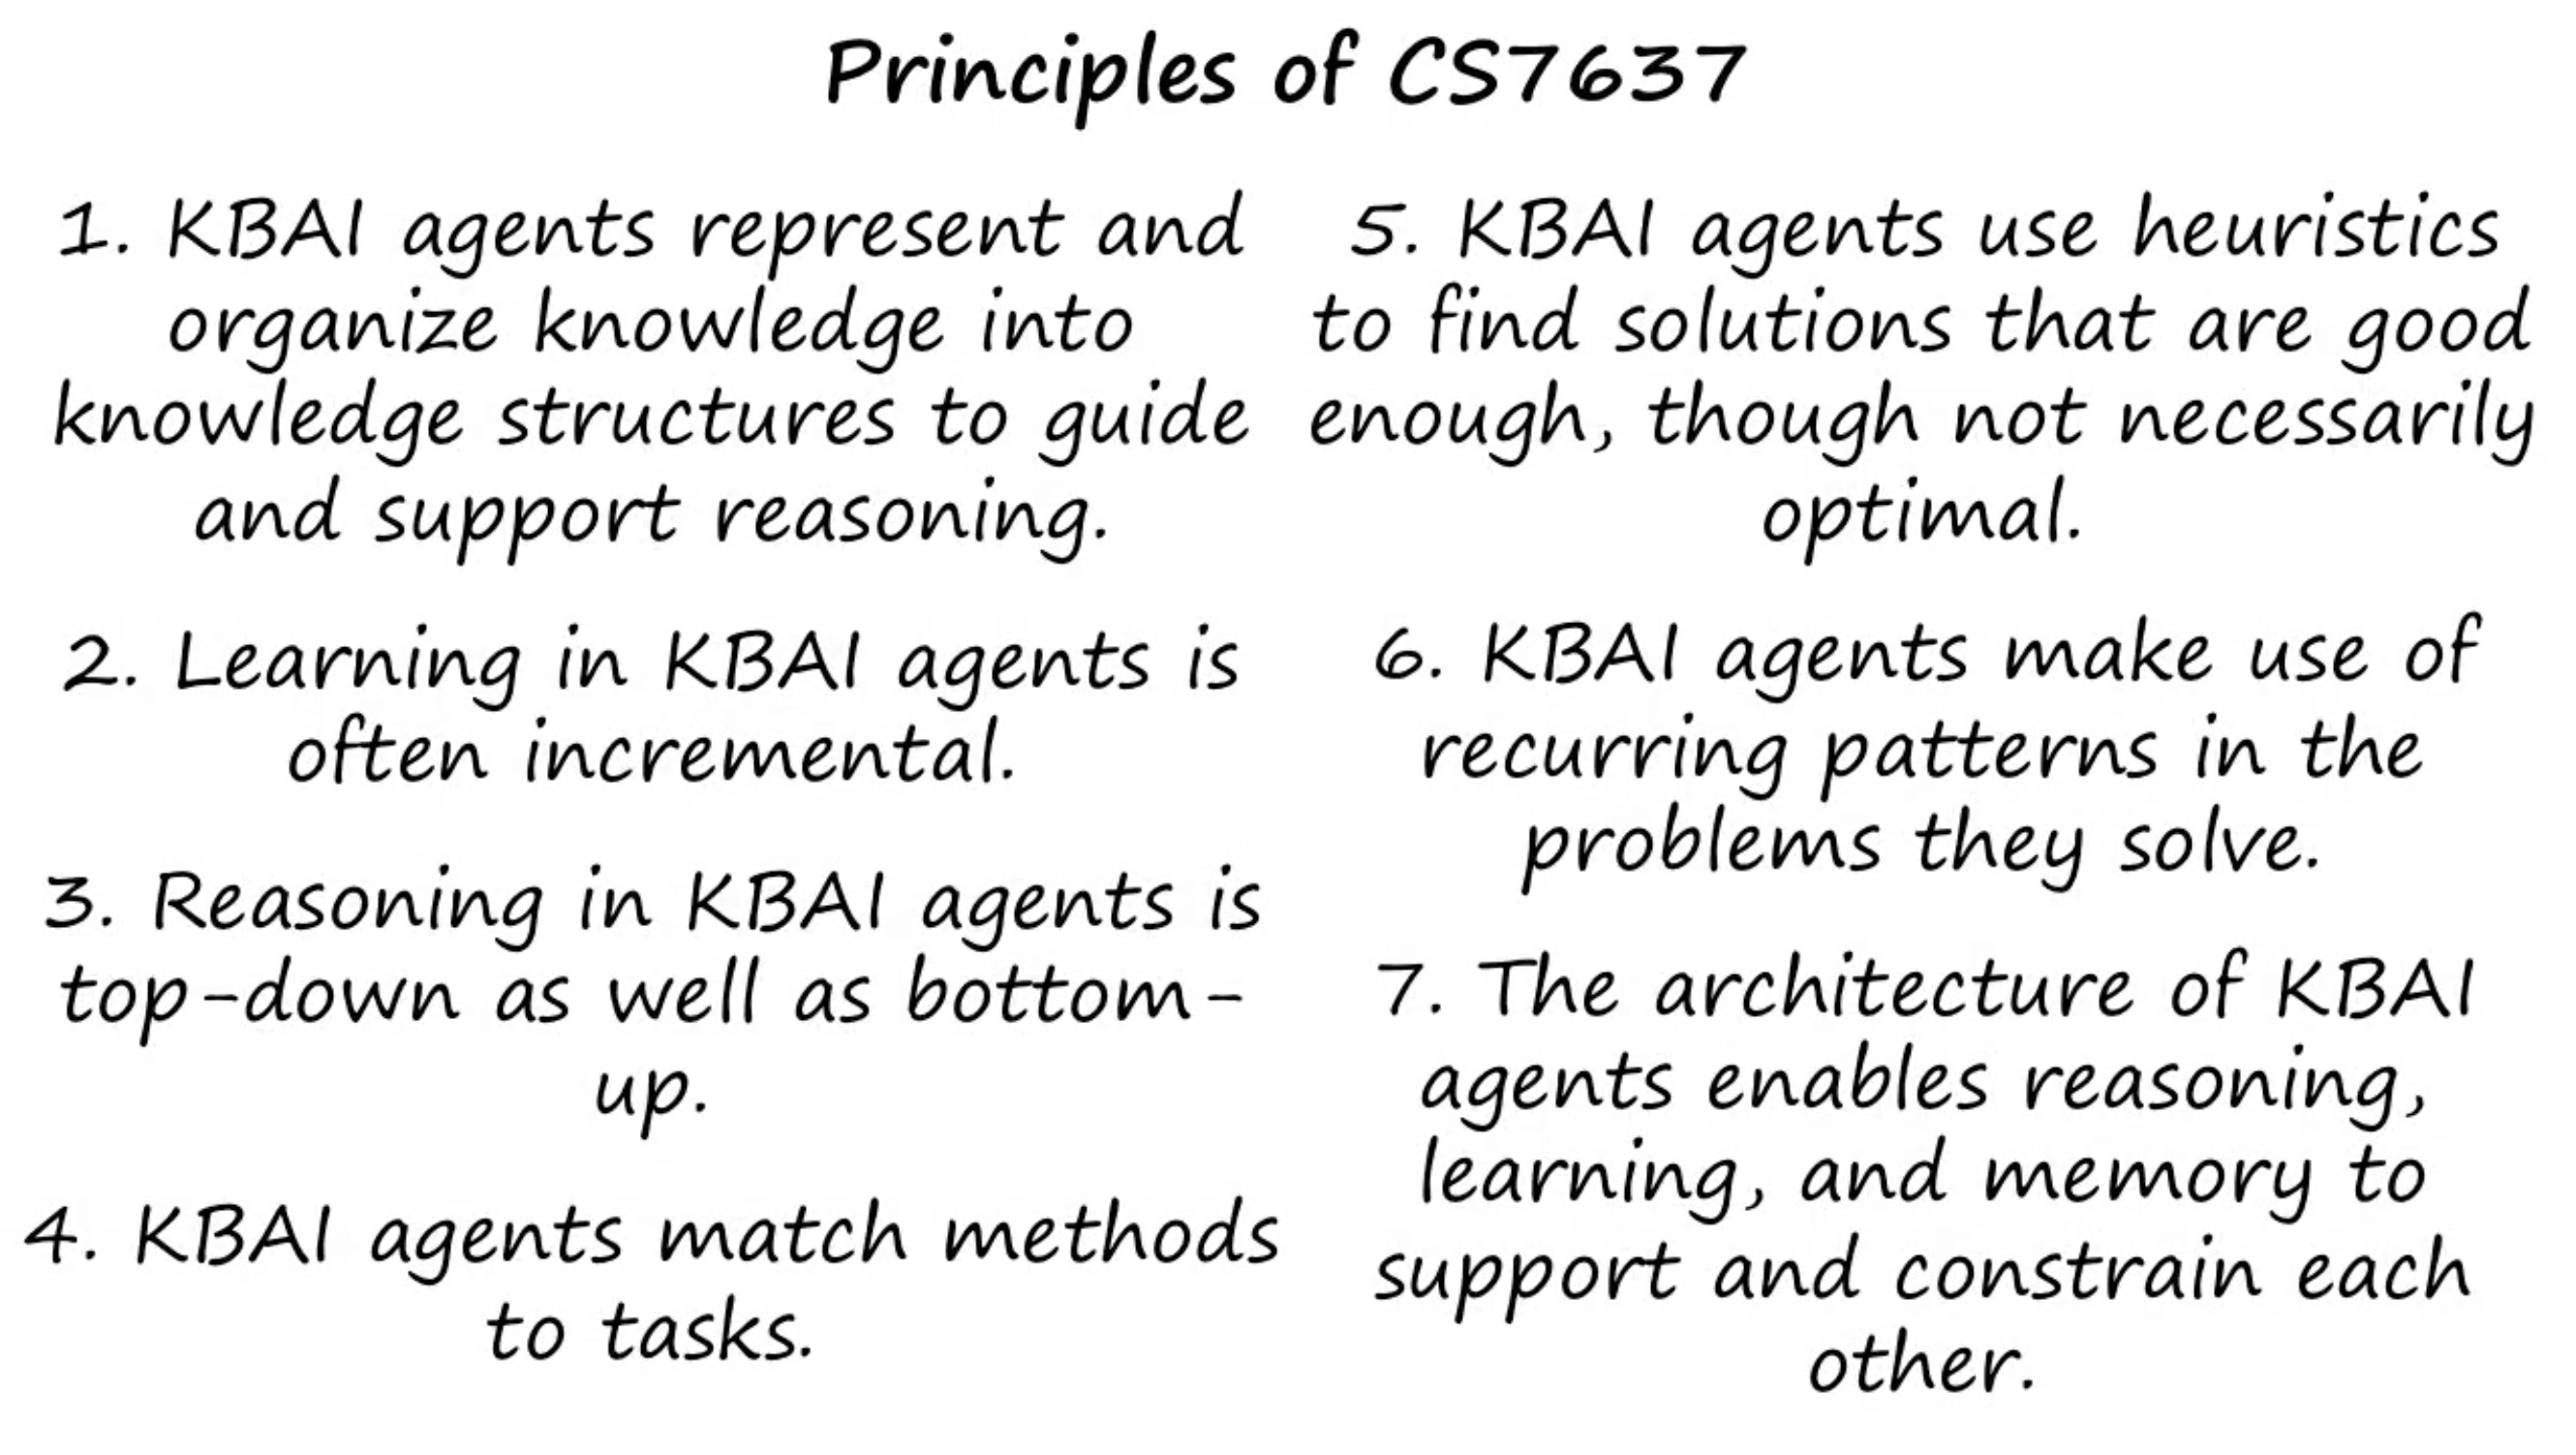 Principles of CS7637
1. KBAI agents represent and
organize knowledge into
knowledge structures to guide
and support reasoning.
2. Learning in KBAI agents is
often incremental.
3. Reasoning in KBAI agents is
top-down as well as bottom-
up.
4. KBAI agents match methods
to tasks.
5. KBAI agents use heuristics
to find solutions that are good
enough, though not necessarily
optimal.
6. KBAI agents make use of
recurring patterns in the
problems they solve.
7. The architecture of KBAI
agents enables reasoning,
learning, and memory to
support and constrain each
other.